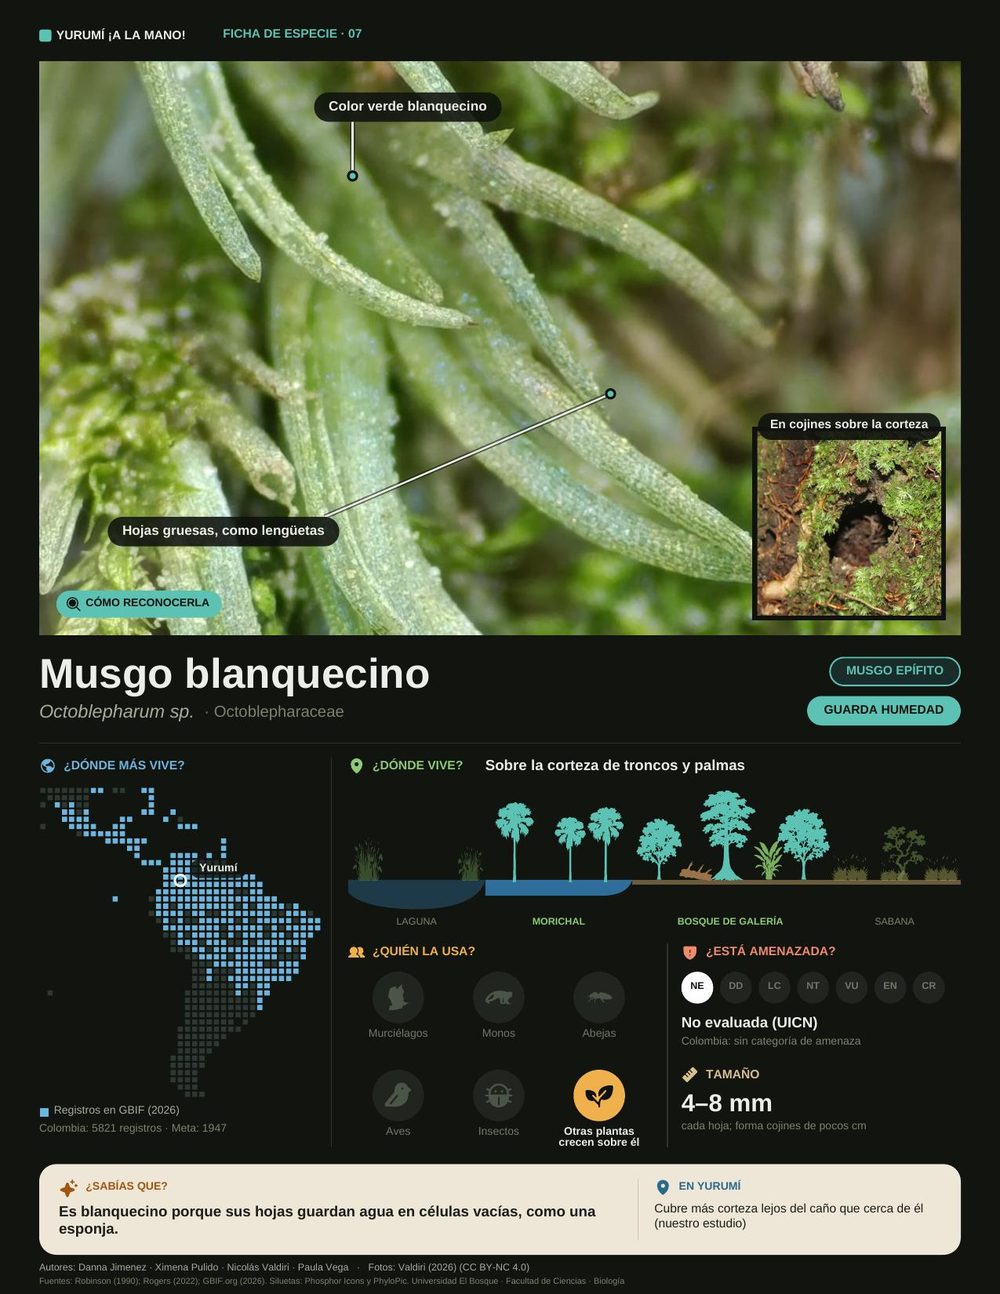 YURUMÍ ¡A LA MANO!
FICHA DE ESPECIE · 07
Color verde blanquecino
En cojines sobre la corteza
Hojas gruesas, como lengüetas
CÓMO RECONOCERLA
Musgo blanquecino
MUSGO EPÍFITO
Octoblepharum sp. · Octoblepharaceae
GUARDA HUMEDAD
¿DÓNDE MÁS VIVE?
Yurumí
Registros en GBIF (2026)
Colombia: 5821 registros · Meta: 1947
¿DÓNDE VIVE? Sobre la corteza de troncos y palmas
LAGUNA
MORICHAL
BOSQUE DE GALERÍA
SABANA
¿QUIÉN LA USA?
Murciélagos
Monos
Abejas
Aves
Insectos
Otras plantas
crecen sobre él
¿ESTÁ AMENAZADA?
NE DD LC NT VU EN CR
No evaluada (UICN)
Colombia: sin categoría de amenaza
TAMAÑO
4–8 mm
cada hoja; forma cojines de pocos cm
¿SABÍAS QUE?
Es blanquecino porque sus hojas guardan agua en células vacías, como una
esponja.
EN YURUMÍ
Cubre más corteza lejos del caño que cerca de él
(nuestro estudio)
Autores: Danna Jimenez · Ximena Pulido · Nicolás Valdiri · Paula Vega · Fotos: Valdiri (2026) (CC BY-NC 4.0)
Fuentes: Robinson (1990); Rogers (2022); GBIF.org (2026). Siluetas: Phosphor Icons y PhyloPic. Universidad El Bosque · Facultad de Ciencias · Biología